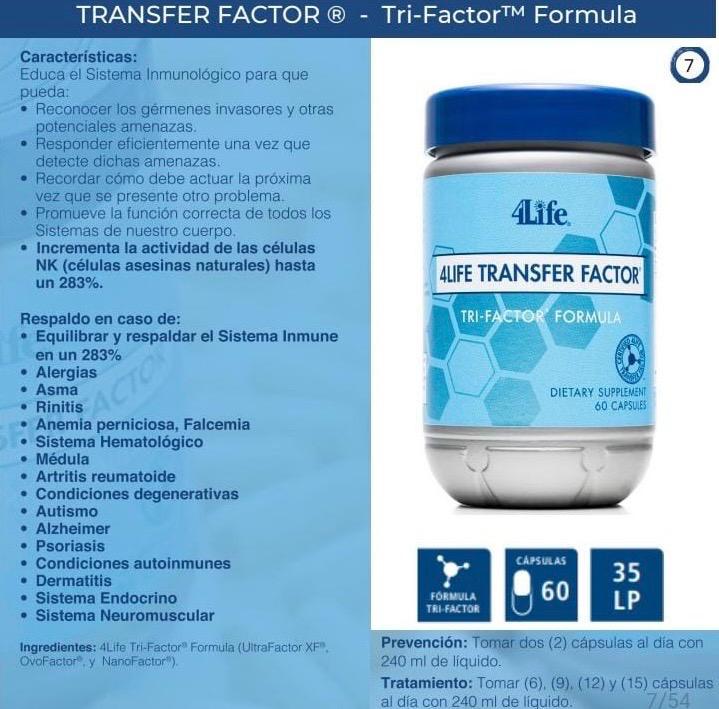 TRANSFER FACTOR ® - Tri-Factor™ Formula
Características:
Educa el Sistema Inmunológico para que
pueda:
• Reconocer los gérmenes invasores y otras
potenciales amenazas.
• Responder eficientemente una vez que
detecte dichas amenazas.
• Recordar cómo debe actuar la próxima
vez que se presente otro problema.
• Promueve la función correcta de todos los
Sistemas de nuestro cuerpo.
• Incrementa la actividad de las células
NK (células asesinas naturales) hasta
un 283%.
Respaldo en caso de:
• Equilibrar y respaldar el Sistema Inmune
en un 283%
• Alergias
• Asma
• Rinitis
• Anemia perniciosa, Falcemia
• Sistema Hematológico
• Médula
• Artritis reumatoide
• Condiciones degenerativas
• Autismo
• Alzheimer
• Psoriasis
• Condiciones autoinmunes
• Dermatitis
• Sistema Endocrino
• Sistema Neuromuscular
Ingredientes: 4Life Tri-Factor® Formula (UltraFactor XF®,
OvoFactor®, y NanoFactor®).
7
4Life
4LIFE TRANSFER FACTOR®
TRI-FACTOR® FORMULA
DIETARY SUPPLEMENT
60 CAPSULES
FÓRMULA
TRI-FACTOR
CÁPSULAS
60
35
LP
Prevención: Tomar dos (2) cápsulas al día con
240 ml de líquido.
Tratamiento: Tomar (6), (9), (12) y (15) cápsulas
al día con 240 ml de líquido.
7/54